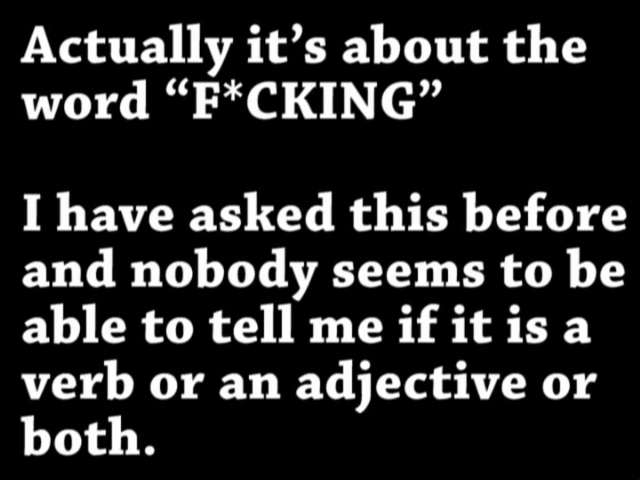 Actually it’s about the
word “F*CKING”
I have asked this before
and nobody seems to be
able to tell me if it is a
verb or an adjective or
both.